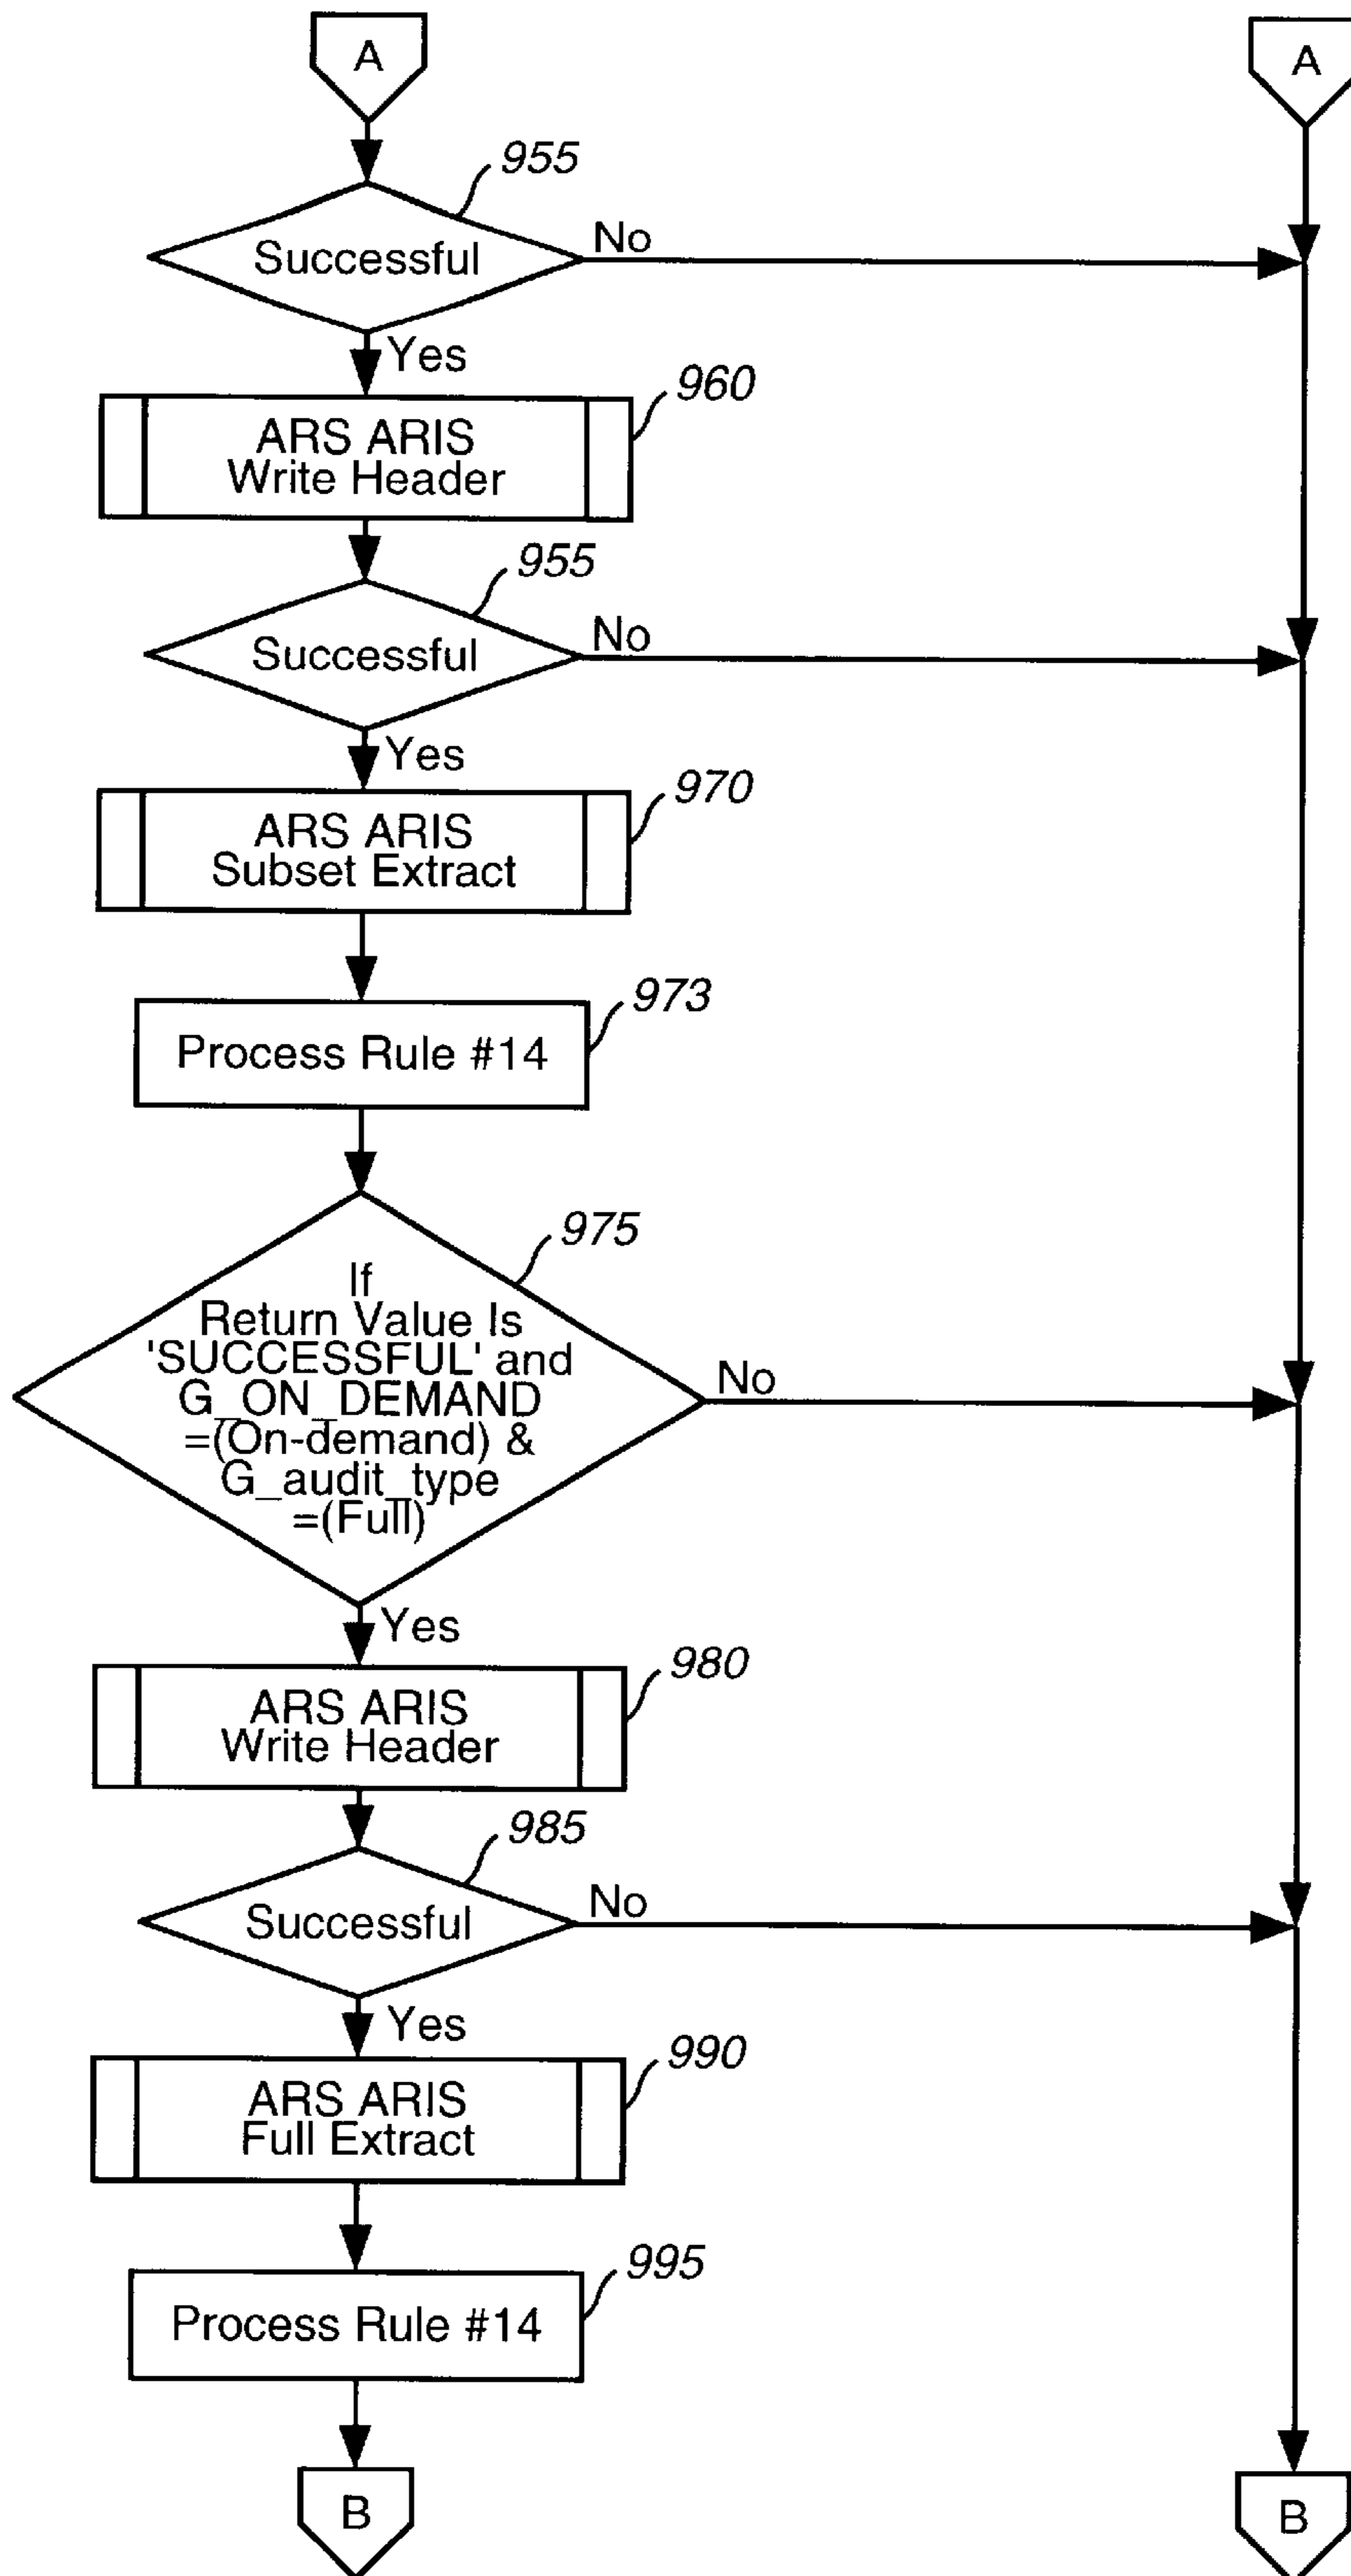 A
A
955
Successful
No
Yes
960
ARS ARIS
Write Header
955
Successful
No
Yes
970
ARS ARIS
Subset Extract
973
Process Rule #14
975
If
Return Value Is
'SUCCESSFUL' and
G_ON_DEMAND
=(On-demand) &
G_audit_type
=(Full)
No
Yes
980
ARS ARIS
Write Header
985
Successful
No
Yes
990
ARS ARIS
Full Extract
995
Process Rule #14
B
B